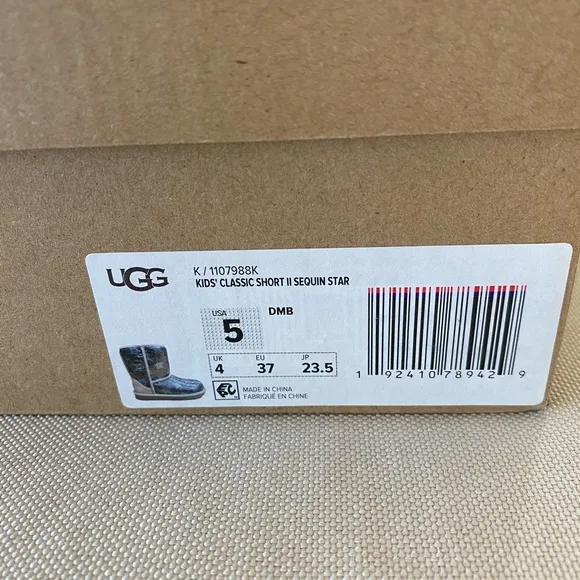 UGG
K / 1107988K
KIDS' CLASSIC SHORT II SEQUIN STAR
USA
5
DMB
UK EU JP
4 37 23.5
MADE IN CHINA
FABRIQUÉ EN CHINE
1 92410 78942 9